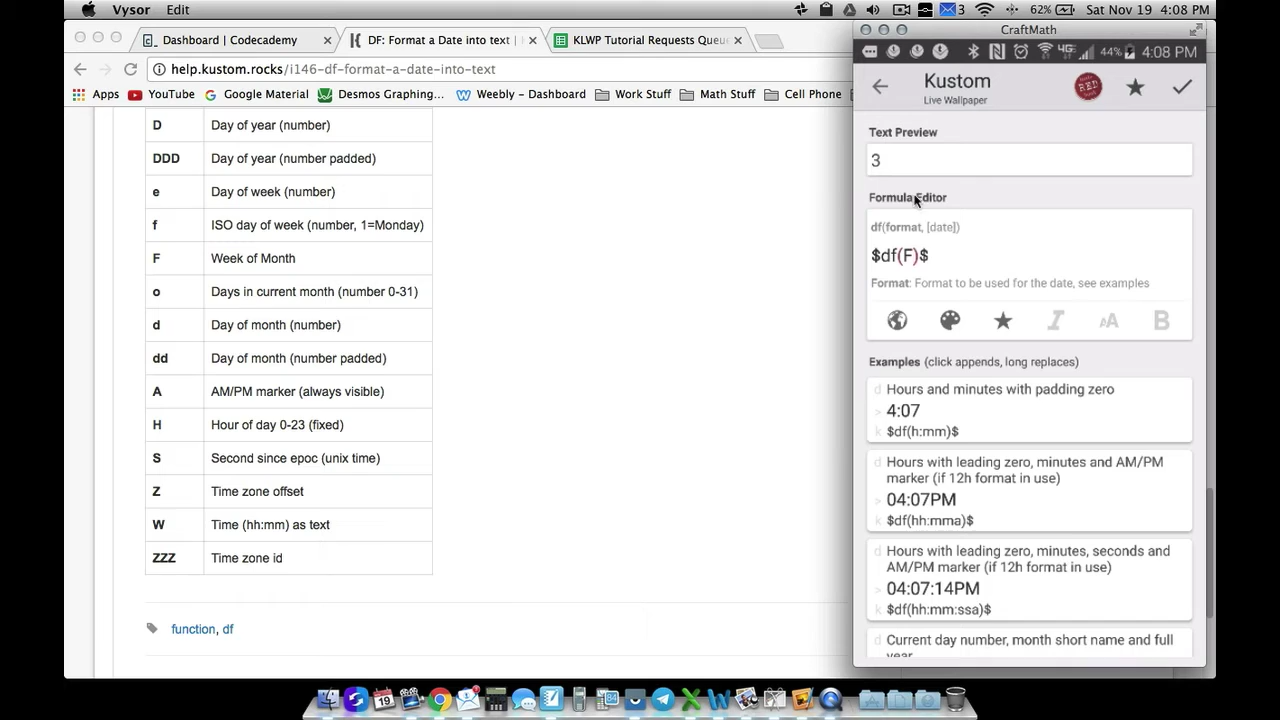 Vysor Edit
3 62% Sat Nov 19 4:08 PM
Dashboard | Codecademy
DF: Format a Date into text |
KLWP Tutorial Requests Queu
help.kustom.rocks/i146-df-format-a-date-into-text
Apps YouTube Google Material Desmos Graphing... Weebly - Dashboard Work Stuff Math Stuff Cell Phone
D Day of year (number)
DDD Day of year (number padded)
e Day of week (number)
f ISO day of week (number, 1=Monday)
F Week of Month
o Days in current month (number 0-31)
d Day of month (number)
dd Day of month (number padded)
A AM/PM marker (always visible)
H Hour of day 0-23 (fixed)
S Second since epoc (unix time)
Z Time zone offset
W Time (hh:mm) as text
ZZZ Time zone id
function, df
CraftMath
4G 44% 4:08 PM
Kustom
Live Wallpaper
RED
Text Preview
3
Formula Editor
df(format, [date])
$df(F)$
Format: Format to be used for the date, see examples
I AA B
Examples (click appends, long replaces)
d Hours and minutes with padding zero
> 4:07
k $df(h:mm)$
d Hours with leading zero, minutes and AM/PM
marker (if 12h format in use)
> 04:07PM
k $df(hh:mma)$
d Hours with leading zero, minutes, seconds and
AM/PM marker (if 12h format in use)
> 04:07:14PM
k $df(hh:mm:ssa)$
d Current day number, month short name and full
year
19